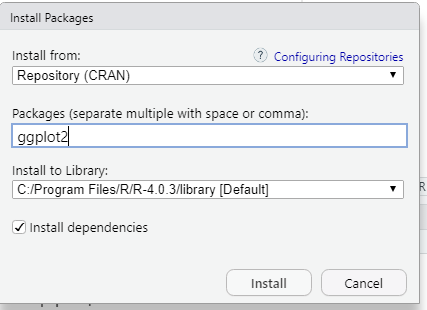 Install Packages
Install from:
? Configuring Repositories
Repository (CRAN)
Packages (separate multiple with space or comma):
ggplot2
Install to Library:
C:/Program Files/R/R-4.0.3/library [Default]
Install dependencies
Install
Cancel
R